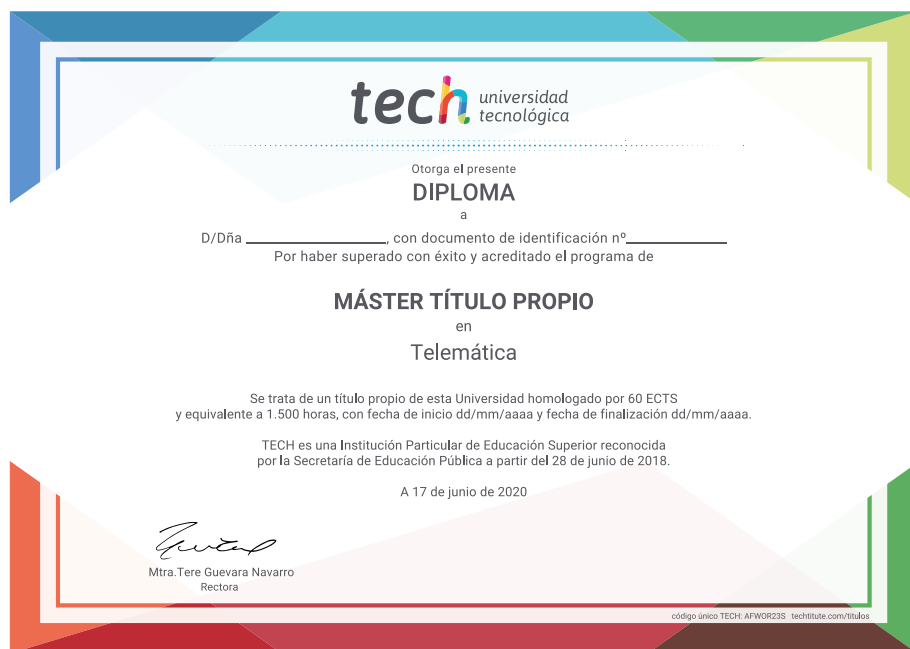 tech universidad
tecnológica
Otorga el presente
DIPLOMA
a
D/Dña ____________________, con documento de identificación nº______________
Por haber superado con éxito y acreditado el programa de
MÁSTER TÍTULO PROPIO
en
Telemática
Se trata de un título propio de esta Universidad homologado por 60 ECTS
y equivalente a 1.500 horas, con fecha de inicio dd/mm/aaaa y fecha de finalización dd/mm/aaaa.
TECH es una Institución Particular de Educación Superior reconocida
por la Secretaría de Educación Pública a partir del 28 de junio de 2018.
A 17 de junio de 2020
Mtra.Tere Guevara Navarro
Rectora
código único TECH: AFWOR23S techtitute.com/titulos